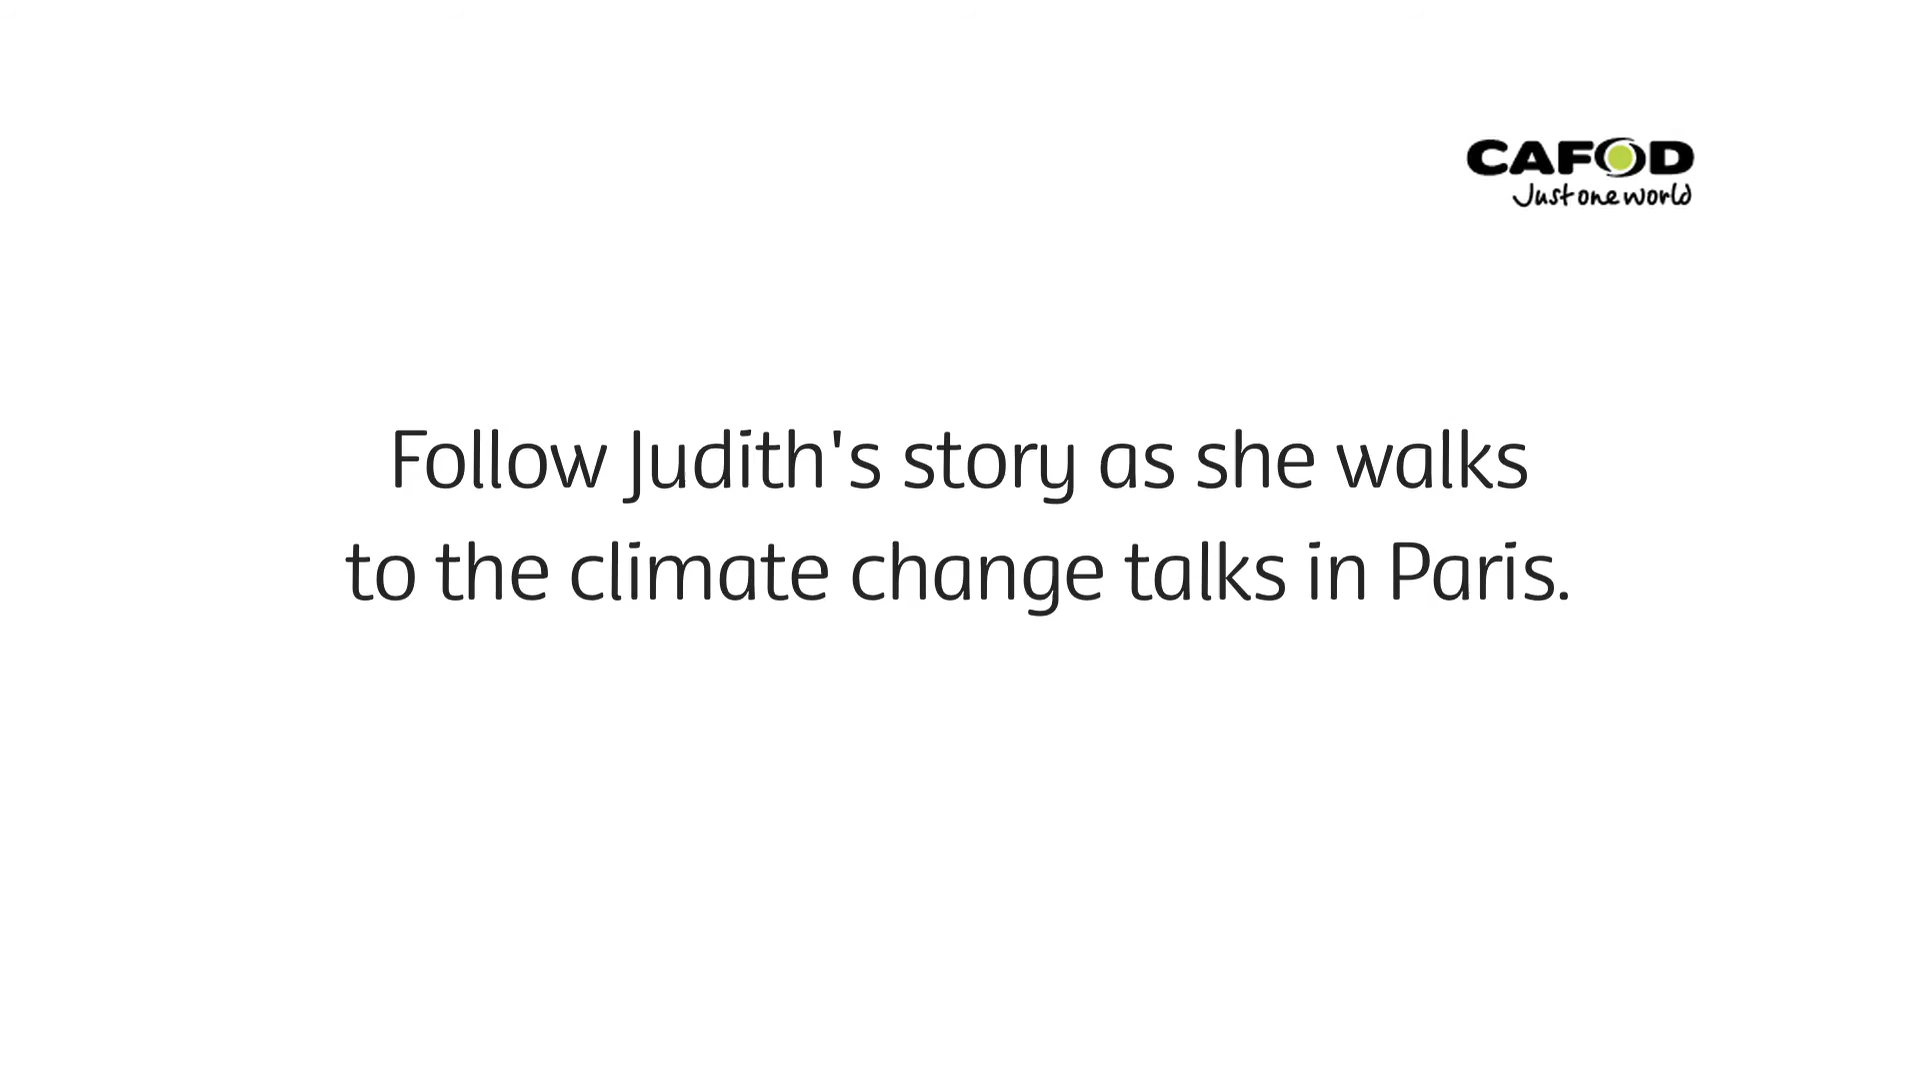 CAFOD
Just one world
Follow Judith's story as she walks
to the climate change talks in Paris.